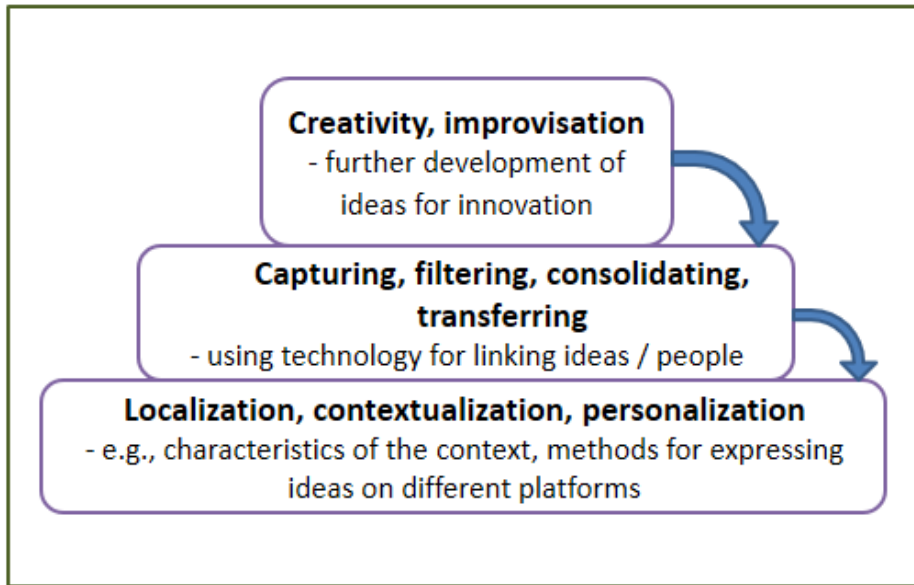 Creativity, improvisation
- further development of
ideas for innovation
Capturing, filtering, consolidating,
transferring
- using technology for linking ideas / people
Localization, contextualization, personalization
- e.g., characteristics of the context, methods for expressing
ideas on different platforms